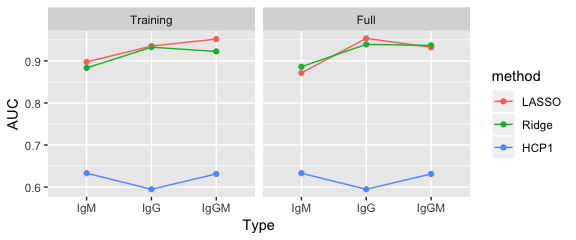 Training Full
AUC
0.9
0.8
0.7
0.6
IgM IgG IgGM IgM IgG IgGM
Type
method
LASSO
Ridge
HCP1